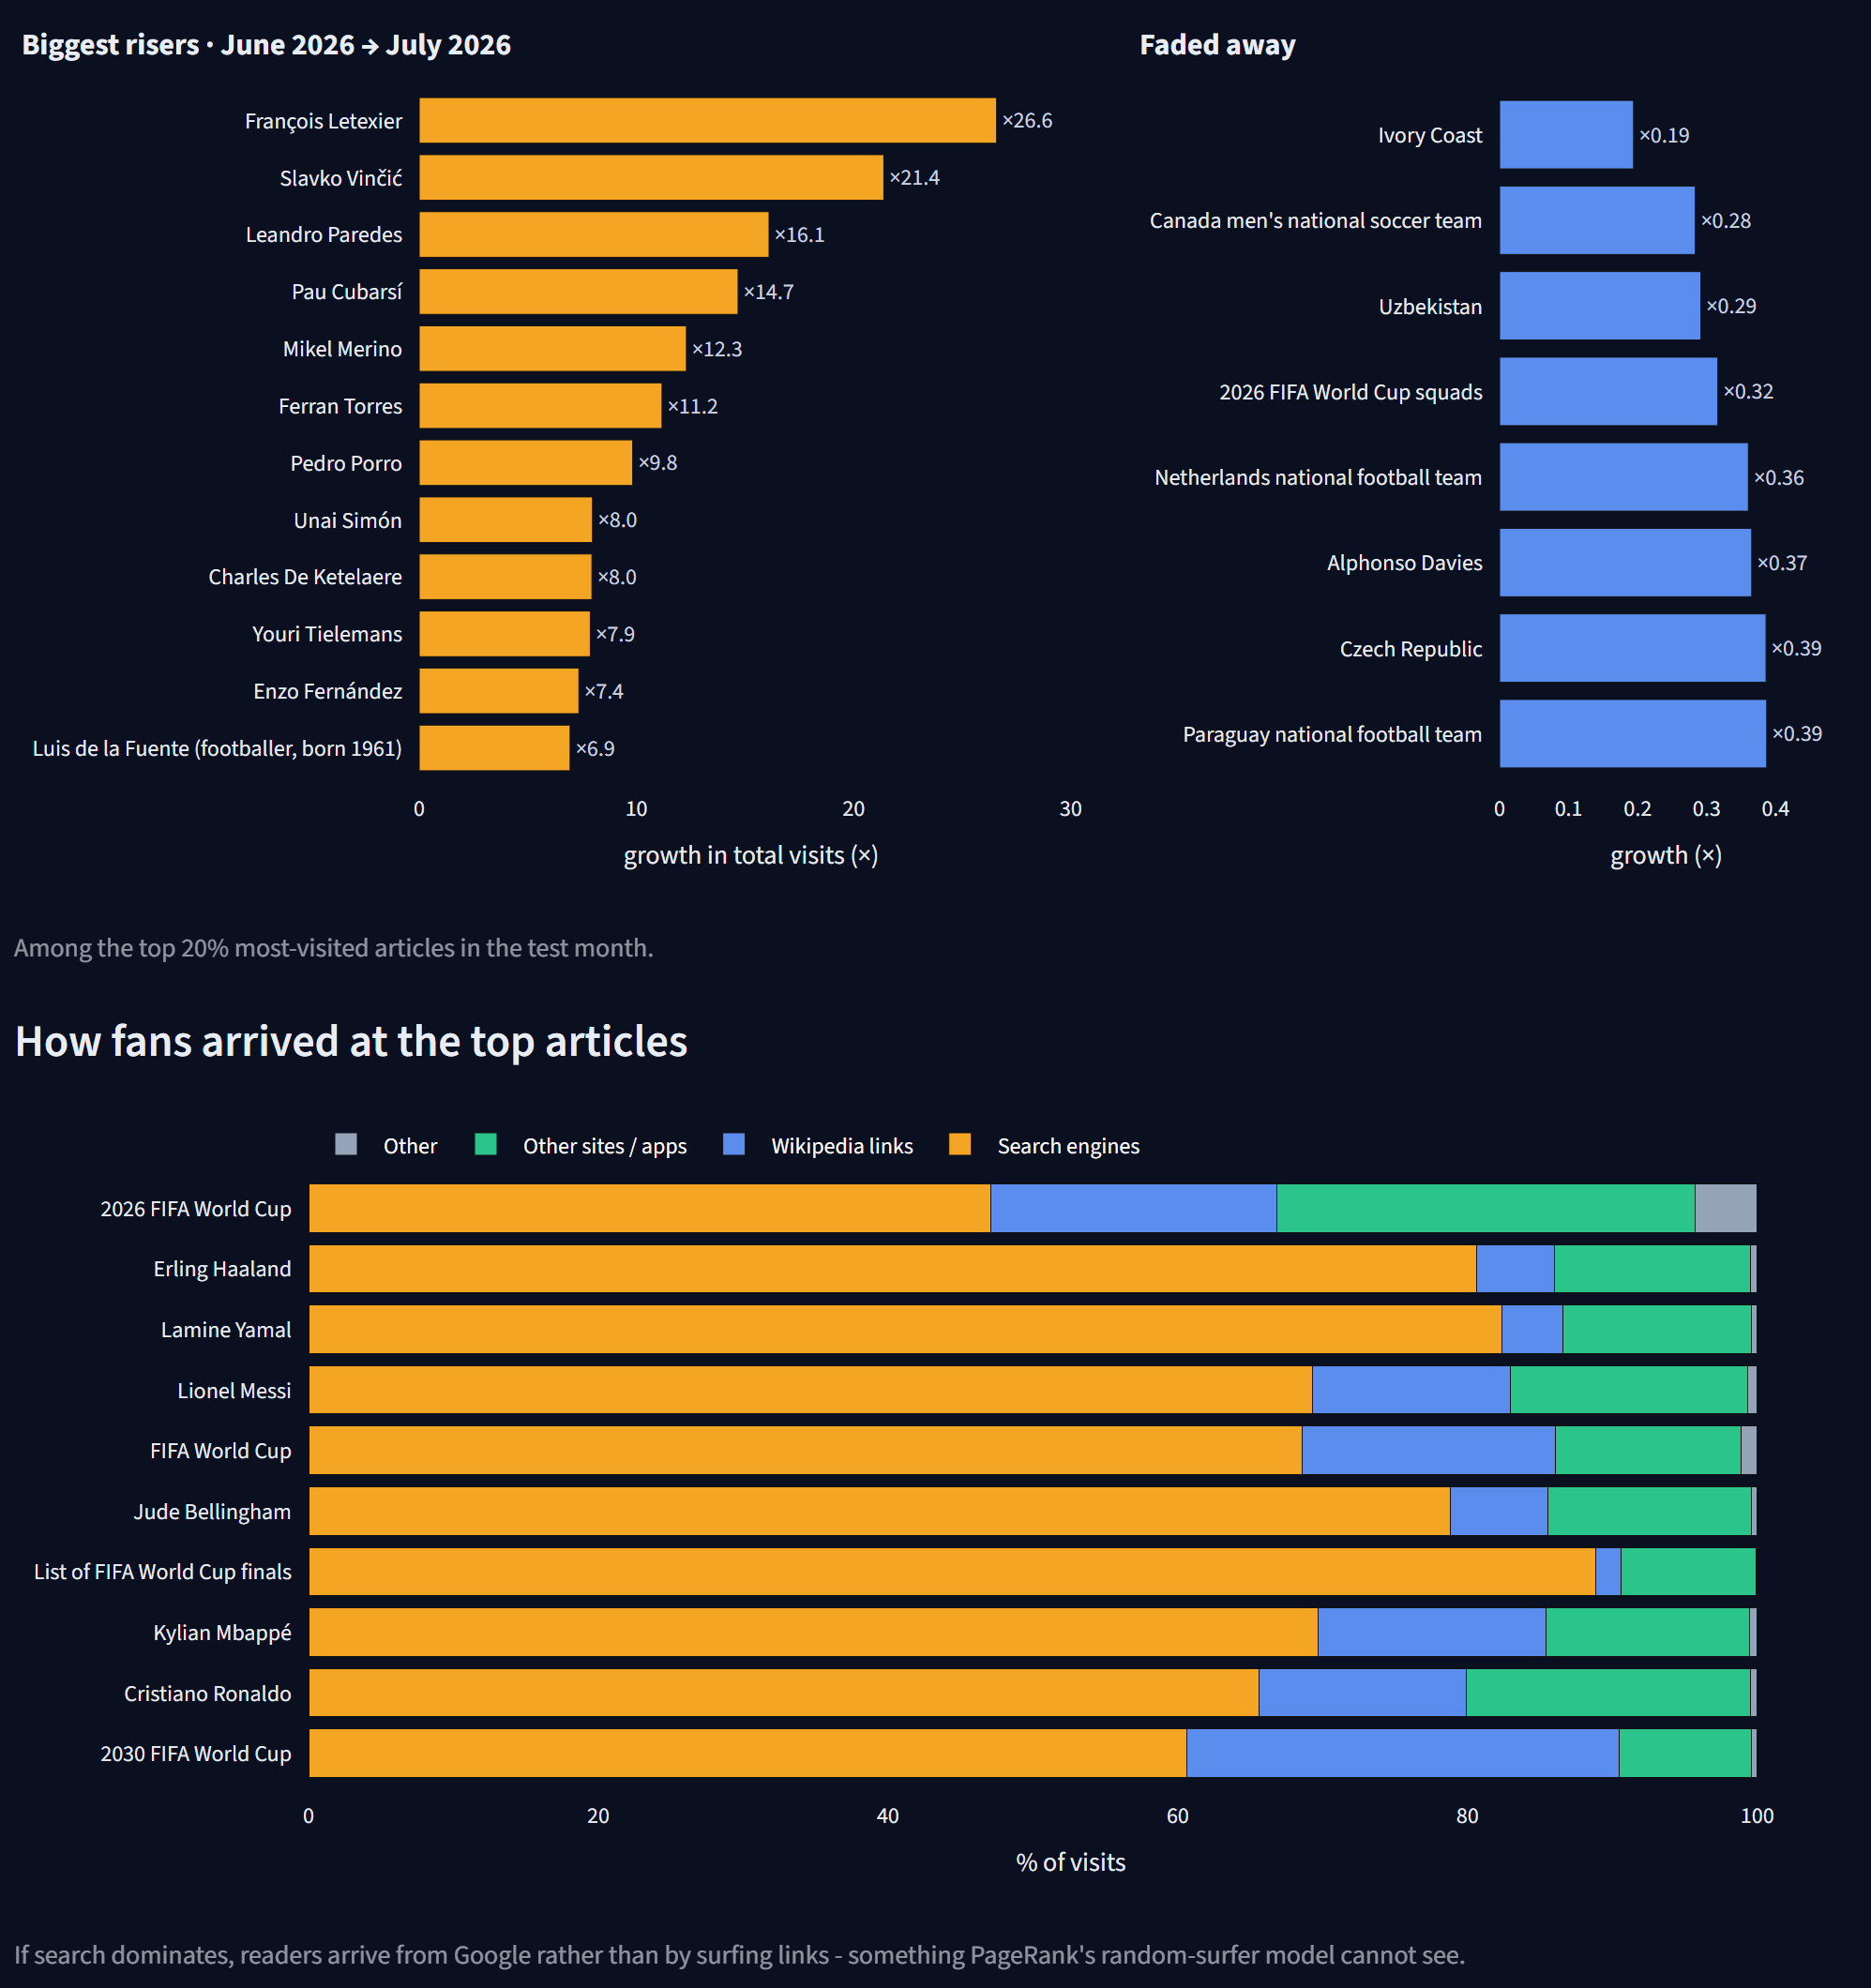 Biggest risers · June 2026 → July 2026
François Letexier ×26.6
Slavko Vinčić ×21.4
Leandro Paredes ×16.1
Pau Cubarsí ×14.7
Mikel Merino ×12.3
Ferran Torres ×11.2
Pedro Porro ×9.8
Unai Simón ×8.0
Charles De Ketelaere ×8.0
Youri Tielemans ×7.9
Enzo Fernández ×7.4
Luis de la Fuente (footballer, born 1961) ×6.9
0 10 20 30
growth in total visits (×)
Faded away
Ivory Coast ×0.19
Canada men's national soccer team ×0.28
Uzbekistan ×0.29
2026 FIFA World Cup squads ×0.32
Netherlands national football team ×0.36
Alphonso Davies ×0.37
Czech Republic ×0.39
Paraguay national football team ×0.39
0 0.1 0.2 0.3 0.4
growth (×)
Among the top 20% most-visited articles in the test month.
How fans arrived at the top articles
Other Other sites / apps Wikipedia links Search engines
2026 FIFA World Cup
Erling Haaland
Lamine Yamal
Lionel Messi
FIFA World Cup
Jude Bellingham
List of FIFA World Cup finals
Kylian Mbappé
Cristiano Ronaldo
2030 FIFA World Cup
0 20 40 60 80 100
% of visits
If search dominates, readers arrive from Google rather than by surfing links - something PageRank's random-surfer model cannot see.